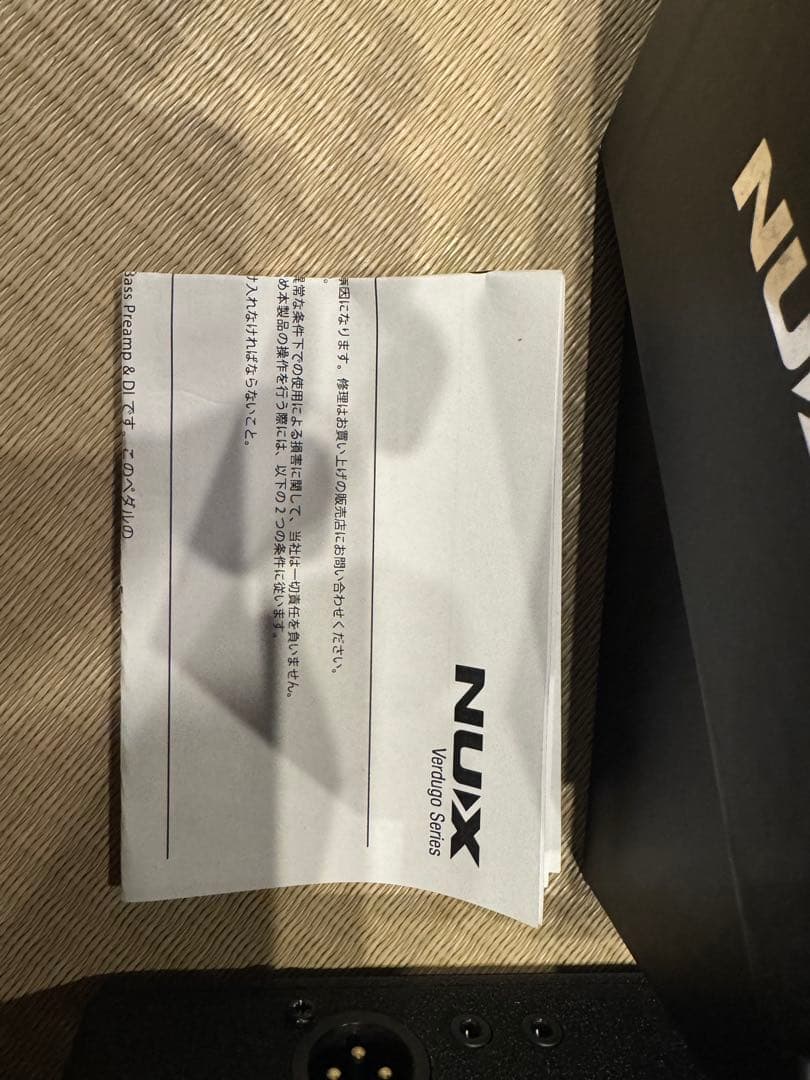 NUX
Verdugo Series
原因になります。修理はお買い上げの販売店にお問い合わせください。
。
異常な条件下での使用による損害に関して、当社は一切責任を負いません。
め本製品の操作を行う際には、以下の2つの条件に従います。
け入れなければならないこと。
Bass Preamp & DI です。このペダルの
NUX